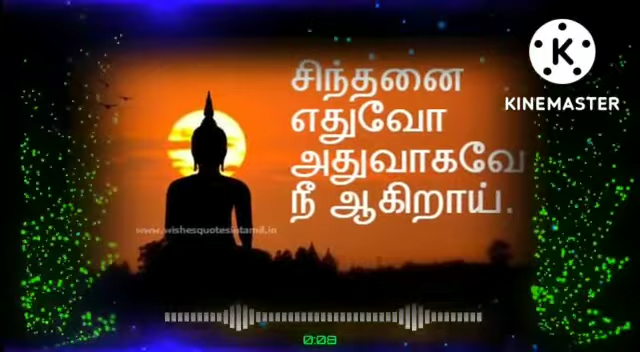 சிந்தனை
எதுவோ
அதுவாகவே
நீ ஆகிறாய்.
K
KINEMASTER
www.wishesquotesintamil.in
0:08